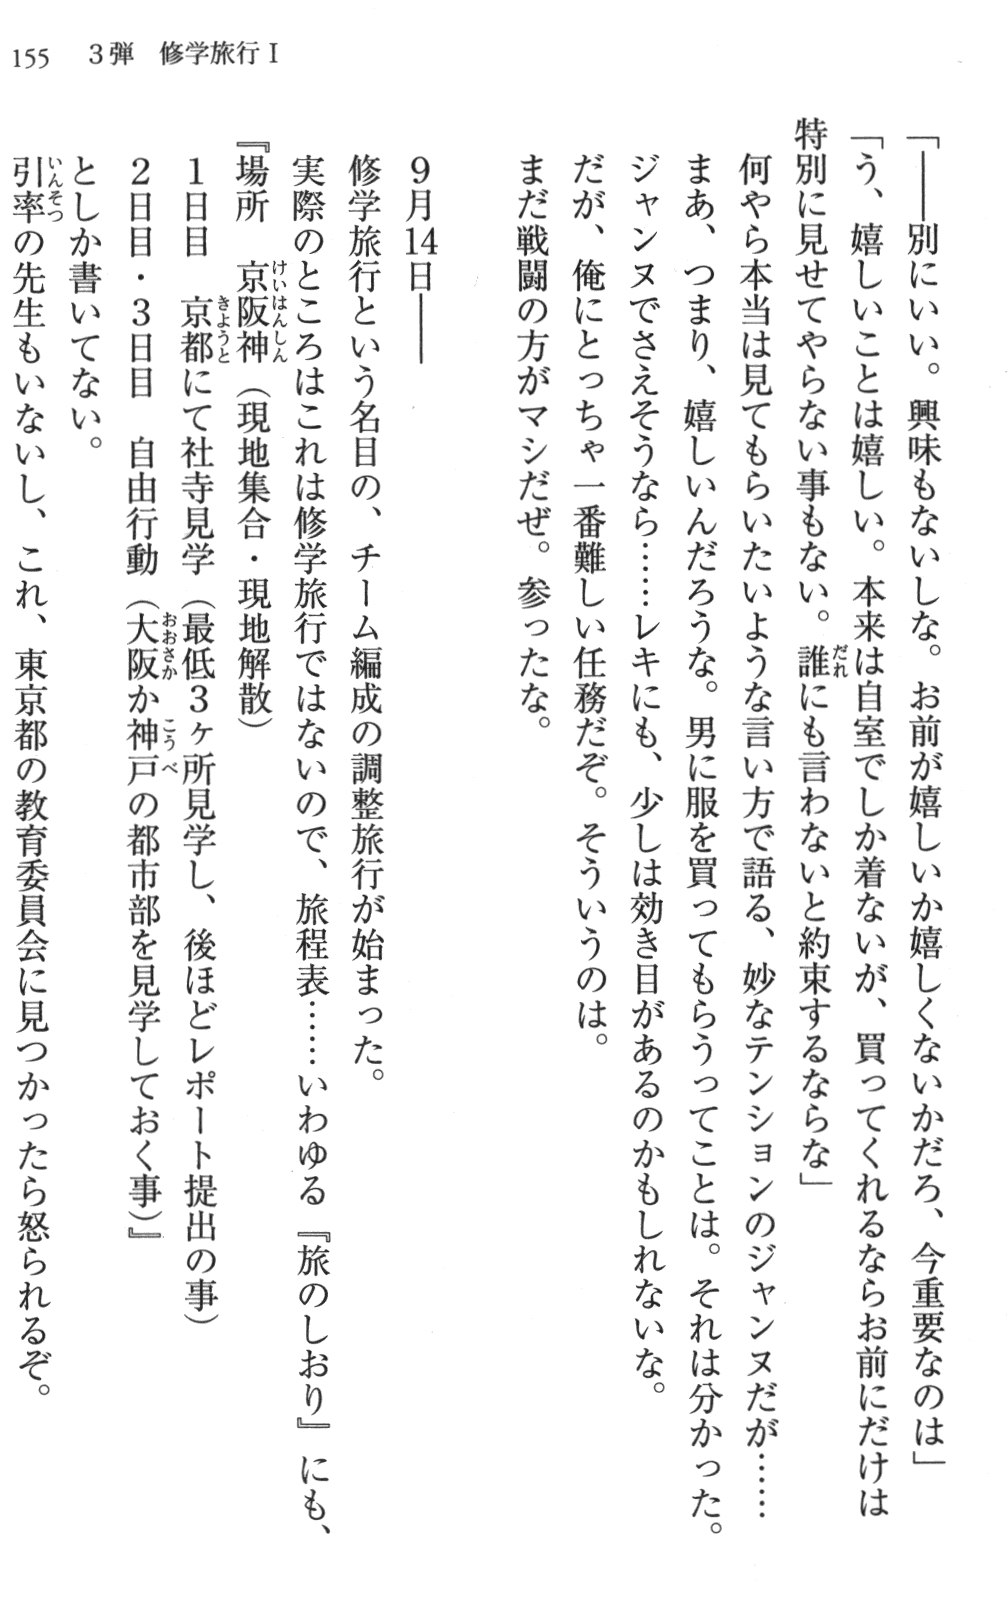 155　3弾　修学旅行Ⅰ
「――別にいい。興味もないしな。お前が嬉しいか嬉しくないかだろ、今重要なのは」
「う、嬉しいことは嬉しい。本来は自室でしか着ないが、買ってくれるならお前にだけは
特別に見せてやらない事もない。誰にも言わないと約束するならな」
何やら本当は見てもらいたいような言い方で語る、妙なテンションのジャンヌだが……
まあ、つまり、嬉しいんだろうな。男に服を買ってもらうってことは。それは分かった。
ジャンヌでさえそうなら……レキにも、少しは効き目があるのかもしれないな。
だが、俺にとっちゃ一番難しい任務だぞ。そういうのは。
まだ戦闘の方がマシだぜ。参ったな。
9月14日――
修学旅行という名目の、チーム編成の調整旅行が始まった。
実際のところはこれは修学旅行ではないので、旅程表……いわゆる『旅のしおり』にも、
『場所　京阪神（現地集合・現地解散）
1日目　京都にて社寺見学（最低3ヶ所見学し、後ほどレポート提出の事）
2日目・3日目　自由行動（大阪か神戸の都市部を見学しておく事）』
としか書いてない。
引率の先生もいないし、これ、東京都の教育委員会に見つかったら怒られるぞ。